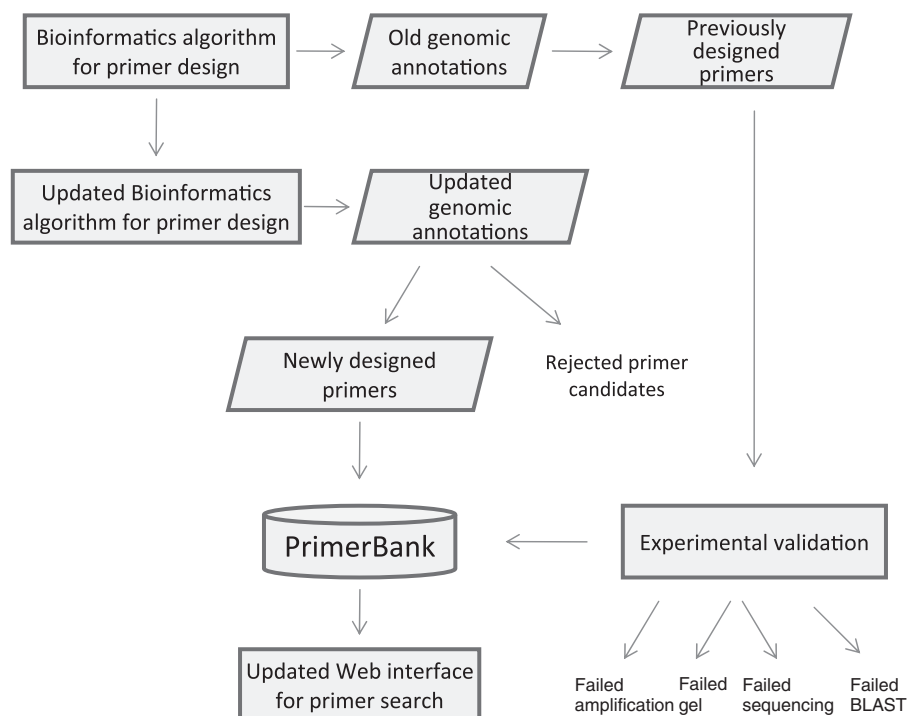 Bioinformatics algorithm
for primer design
Old genomic
annotations
Previously
designed
primers
Updated Bioinformatics
algorithm for primer design
Updated
genomic
annotations
Newly designed
primers
Rejected primer
candidates
PrimerBank
Experimental validation
Updated Web interface
for primer search
Failed
amplification
Failed
gel
Failed
sequencing
Failed
BLAST